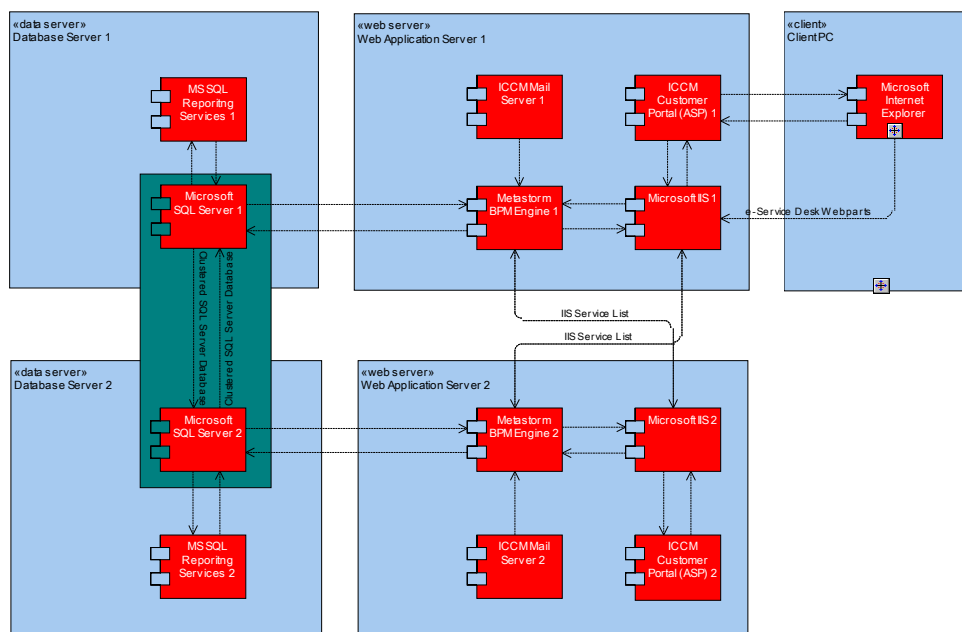 «data server»
Database Server 1
MS SQL
Reporitng
Services 1
Microsoft
SQL Server 1
«web server»
Web Application Server 1
ICCM Mail
Server 1
ICCM
Customer
Portal (ASP) 1
Metastorm
BPM Engine 1
Microsoft IIS 1
«client»
Client PC
Microsoft
Internet
Explorer
e-Service Desk Webparts
Clustered SQL Server Database
Clustered SQL Server Database
IIS Service List
IIS Service List
«data server»
Database Server 2
Microsoft
SQL Server 2
MS SQL
Reporitng
Services 2
«web server»
Web Application Server 2
Metastorm
BPM Engine 2
Microsoft IIS 2
ICCM Mail
Server 2
ICCM
Customer
Portal (ASP) 2